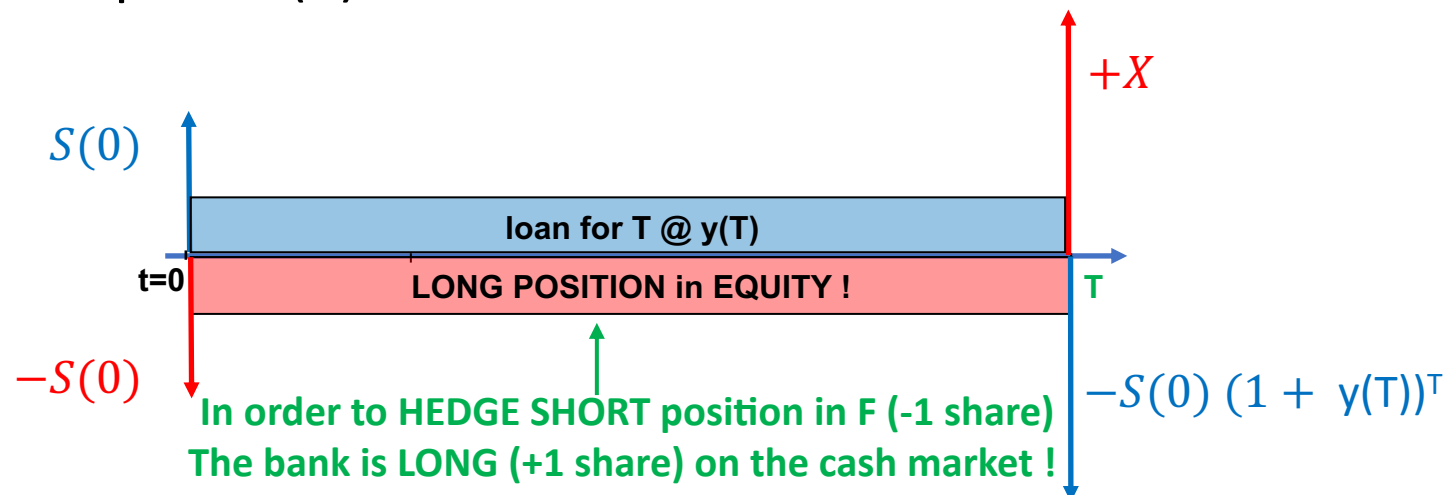 +X
S(0)
loan for T @ y(T)
t=0
LONG POSITION in EQUITY !
T
−S(0)
−S(0) (1 + y(T))ᵀ
In order to HEDGE SHORT position in F (-1 share)
The bank is LONG (+1 share) on the cash market !